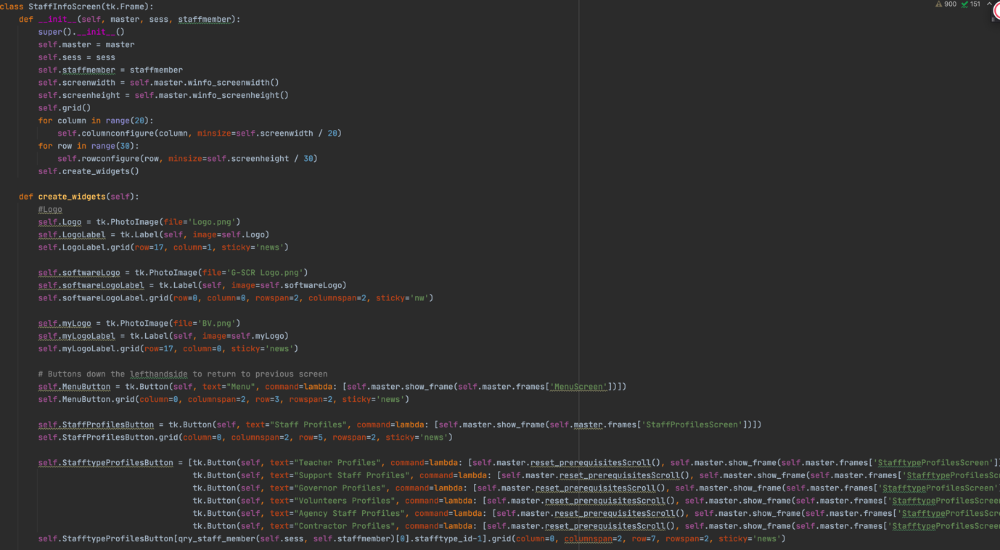 900 151
class StaffInfoScreen(tk.Frame):
    def __init__(self, master, sess, staffmember):
        super().__init__()
        self.master = master
        self.sess = sess
        self.staffmember = staffmember
        self.screenwidth = self.master.winfo_screenwidth()
        self.screenheight = self.master.winfo_screenheight()
        self.grid()
        for column in range(20):
            self.columnconfigure(column, minsize=self.screenwidth / 20)
        for row in range(30):
            self.rowconfigure(row, minsize=self.screenheight / 30)
        self.create_widgets()
    def create_widgets(self):
        #Logo
        self.Logo = tk.PhotoImage(file='Logo.png')
        self.LogoLabel = tk.Label(self, image=self.Logo)
        self.LogoLabel.grid(row=17, column=1, sticky='news')
        self.softwareLogo = tk.PhotoImage(file='G-SCR Logo.png')
        self.softwareLogoLabel = tk.Label(self, image=self.softwareLogo)
        self.softwareLogoLabel.grid(row=0, column=0, rowspan=2, columnspan=2, sticky='nw')
        self.myLogo = tk.PhotoImage(file='BV.png')
        self.myLogoLabel = tk.Label(self, image=self.myLogo)
        self.myLogoLabel.grid(row=17, column=0, sticky='news')
        # Buttons down the lefthandside to return to previous screen
        self.MenuButton = tk.Button(self, text="Menu", command=lambda: [self.master.show_frame(self.master.frames['MenuScreen'])])
        self.MenuButton.grid(column=0, columnspan=2, row=3, rowspan=2, sticky='news')
        self.StaffProfilesButton = tk.Button(self, text="Staff Profiles", command=lambda: [self.master.show_frame(self.master.frames['StaffProfilesScreen'])])
        self.StaffProfilesButton.grid(column=0, columnspan=2, row=5, rowspan=2, sticky='news')
        self.StafftypeProfilesButton = [tk.Button(self, text="Teacher Profiles", command=lambda: [self.master.reset_prerequisitesScroll(), self.master.show_frame(self.master.frames['StafftypeProfilesScreen']
                                        tk.Button(self, text="Support Staff Profiles", command=lambda: [self.master.reset_prerequisitesScroll(), self.master.show_frame(self.master.frames['StafftypeProfilesSc
                                        tk.Button(self, text="Governor Profiles", command=lambda: [self.master.reset_prerequisitesScroll(), self.master.show_frame(self.master.frames['StafftypeProfilesScreen'
                                        tk.Button(self, text="Volunteers Profiles", command=lambda: [self.master.reset_prerequisitesScroll(), self.master.show_frame(self.master.frames['StafftypeProfilesScree
                                        tk.Button(self, text="Agency Staff Profiles", command=lambda: [self.master.reset_prerequisitesScroll(), self.master.show_frame(self.master.frames['StafftypeProfilesScr
                                        tk.Button(self, text="Contractor Profiles", command=lambda: [self.master.reset_prerequisitesScroll(), self.master.show_frame(self.master.frames['StafftypeProfilesScree
        self.StafftypeProfilesButton[qry_staff_member(self.sess, self.staffmember)[0].stafftype_id-1].grid(column=0, columnspan=2, row=7, rowspan=2, sticky='news')